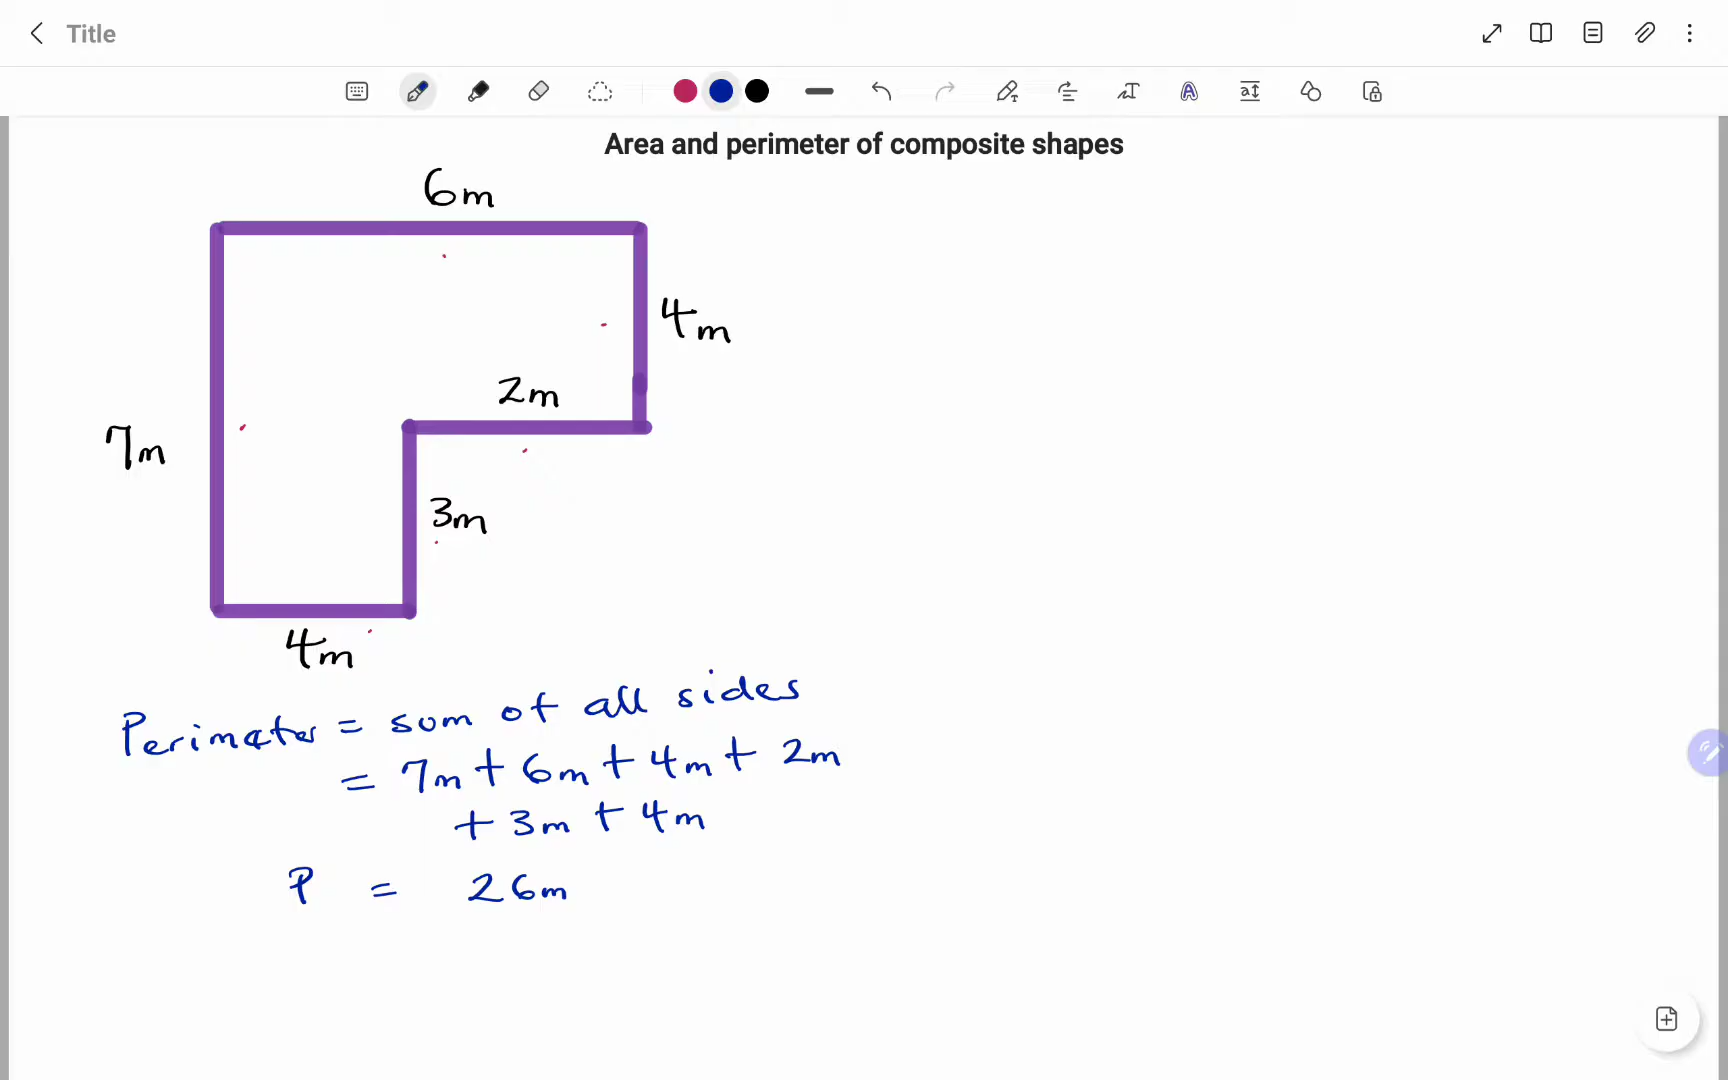 Title
Area and perimeter of composite shapes
6m
4m
2m
7m
3m
4m
Perimeter = sum of all sides
= 7m + 6m + 4m + 2m
+ 3m + 4m
P = 26m